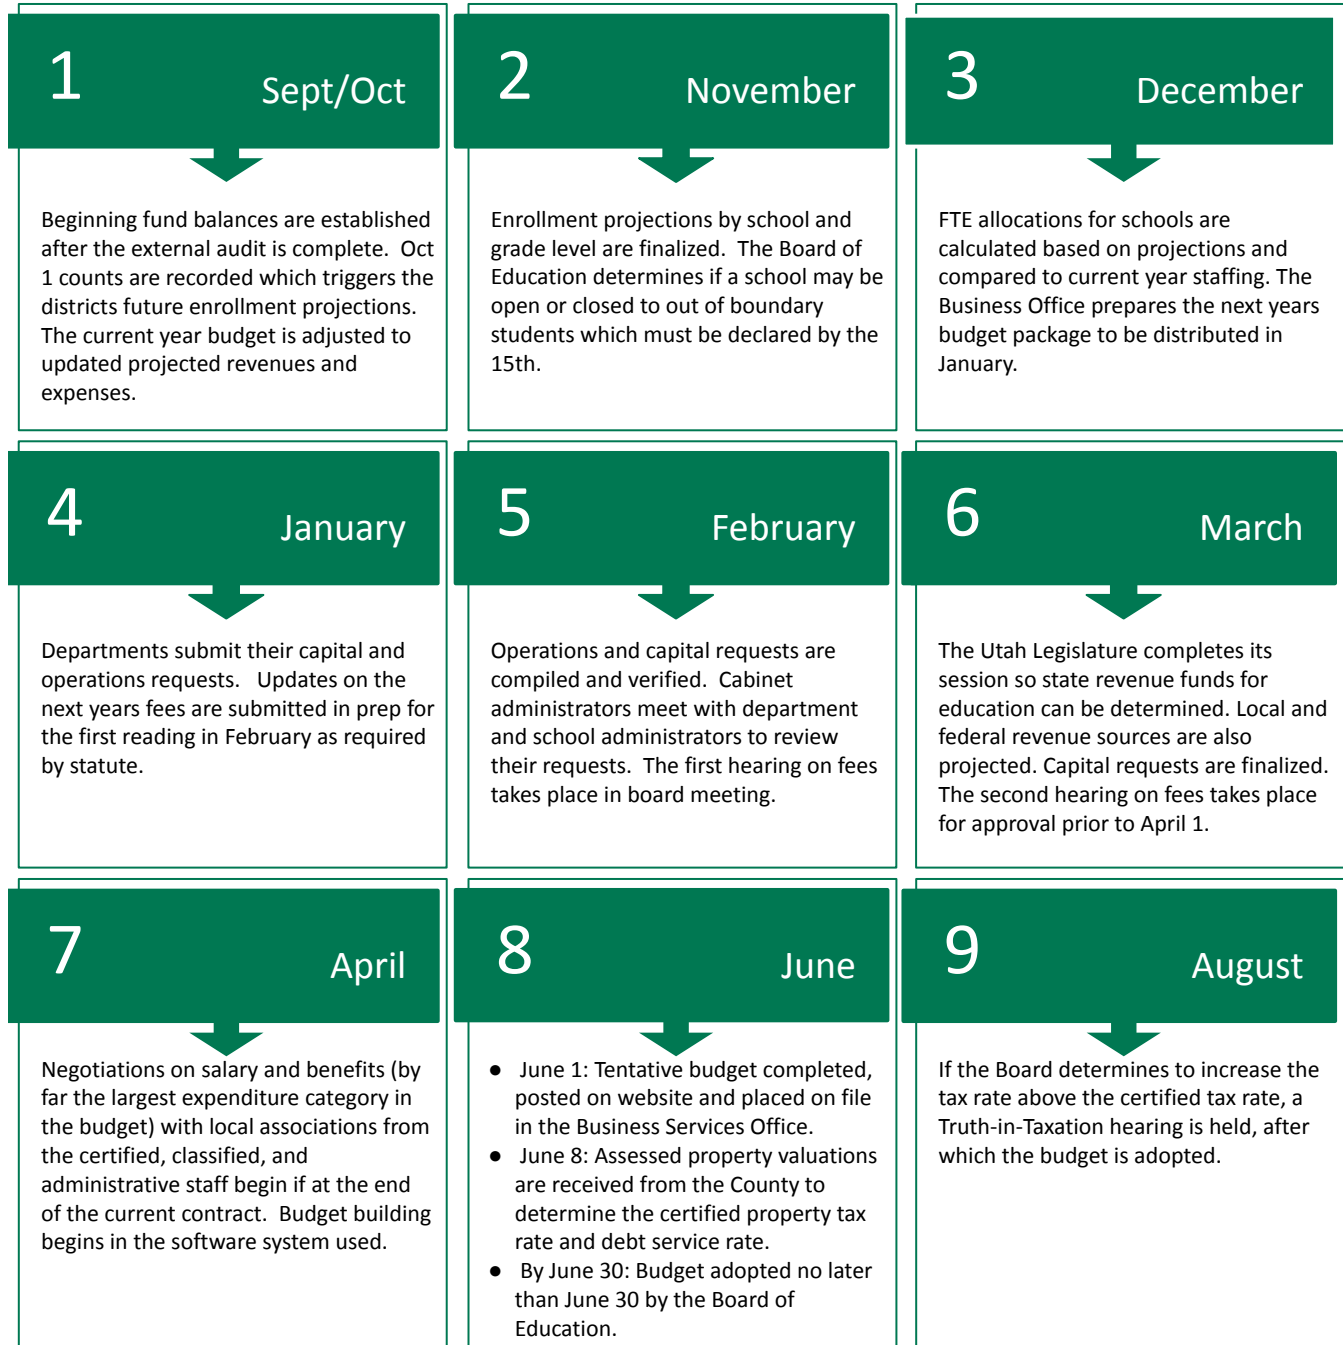 1
Sept/Oct
Beginning fund balances are established
after the external audit is complete.  Oct
1 counts are recorded which triggers the
districts future enrollment projections.
The current year budget is adjusted to
updated projected revenues and
expenses.
2
November
Enrollment projections by school and
grade level are finalized.  The Board of
Education determines if a school may be
open or closed to out of boundary
students which must be declared by the
15th.
3
December
FTE allocations for schools are
calculated based on projections and
compared to current year staffing. The
Business Office prepares the next years
budget package to be distributed in
January.
4
January
Departments submit their capital and
operations requests.   Updates on the
next years fees are submitted in prep for
the first reading in February as required
by statute.
5
February
Operations and capital requests are
compiled and verified.  Cabinet
administrators meet with department
and school administrators to review
their requests.  The first hearing on fees
takes place in board meeting.
6
March
The Utah Legislature completes its
session so state revenue funds for
education can be determined. Local and
federal revenue sources are also
projected. Capital requests are finalized.
The second hearing on fees takes place
for approval prior to April 1.
7
April
Negotiations on salary and benefits (by
far the largest expenditure category in
the budget) with local associations from
the certified, classified, and
administrative staff begin if at the end
of the current contract.  Budget building
begins in the software system used.
8
June
● June 1: Tentative budget completed,
posted on website and placed on file
in the Business Services Office.
● June 8: Assessed property valuations
are received from the County to
determine the certified property tax
rate and debt service rate.
● By June 30: Budget adopted no later
than June 30 by the Board of
Education.
9
August
If the Board determines to increase the
tax rate above the certified tax rate, a
Truth-in-Taxation hearing is held, after
which the budget is adopted.